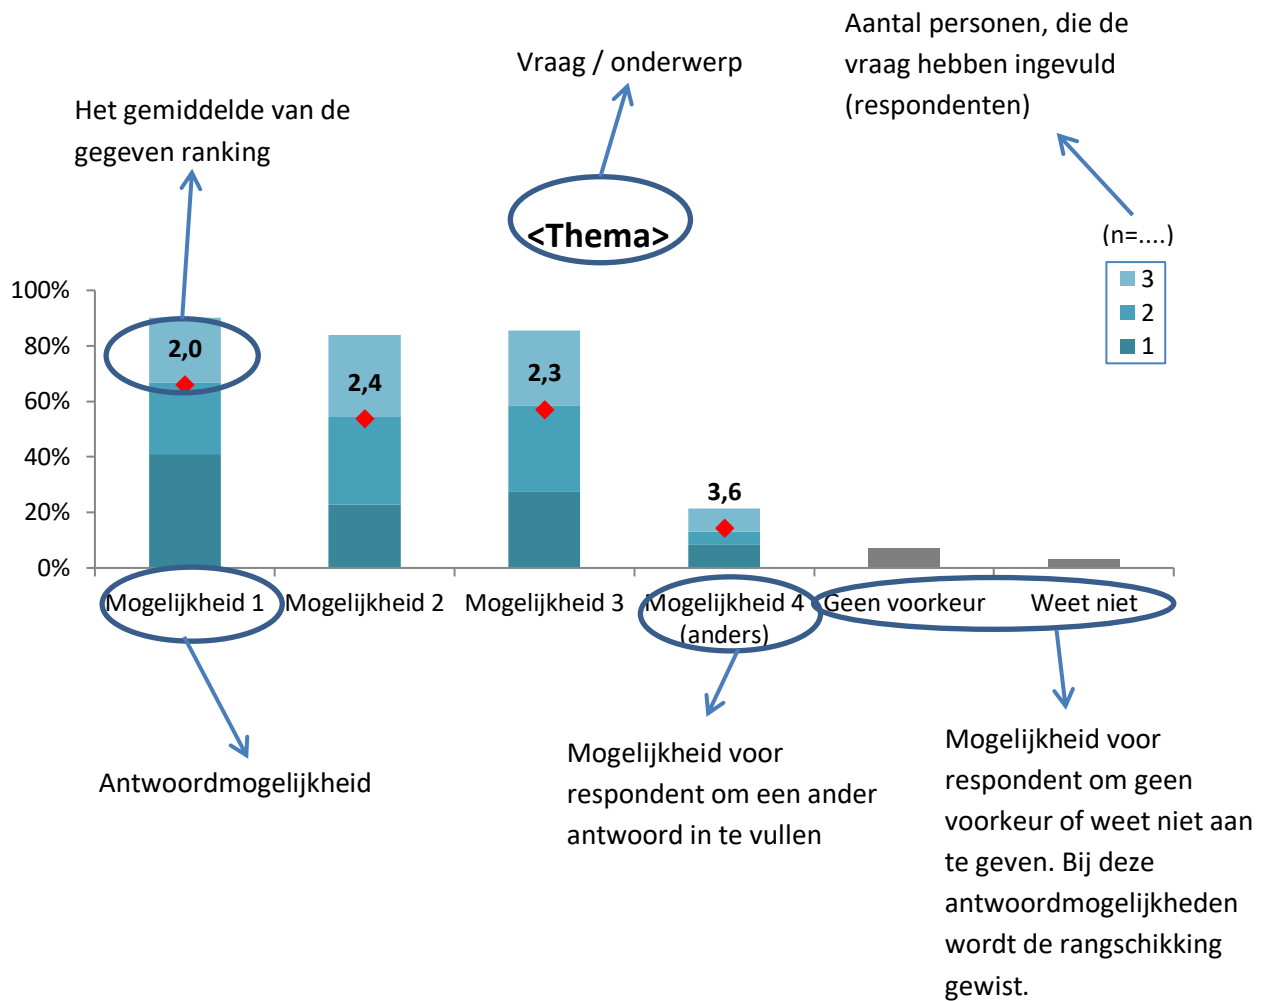 Aantal personen, die de
vraag hebben ingevuld
(respondenten)
Vraag / onderwerp
Het gemiddelde van de
gegeven ranking
<Thema>
(n=....)
3
2
1
100%
80%
60%
40%
20%
0%
2,0
2,4
2,3
3,6
Mogelijkheid 1
Mogelijkheid 2
Mogelijkheid 3
Mogelijkheid 4
(anders)
Geen voorkeur
Weet niet
Antwoordmogelijkheid
Mogelijkheid voor
respondent om een ander
antwoord in te vullen
Mogelijkheid voor
respondent om geen
voorkeur of weet niet aan
te geven. Bij deze
antwoordmogelijkheden
wordt de rangschikking
gewist.